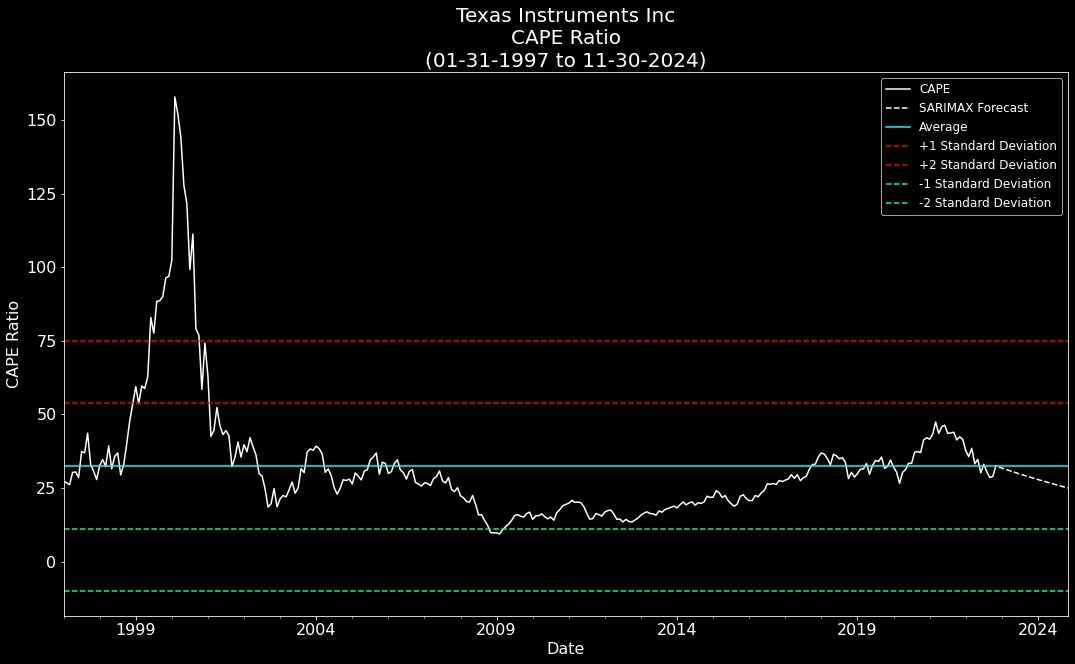 Texas Instruments Inc
CAPE Ratio
(01-31-1997 to 11-30-2024)
CAPE
SARIMAX Forecast
Average
+1 Standard Deviation
+2 Standard Deviation
-1 Standard Deviation
-2 Standard Deviation
CAPE Ratio
150
125
100
75
50
25
0
1999
2004
2009
2014
2019
2024
Date